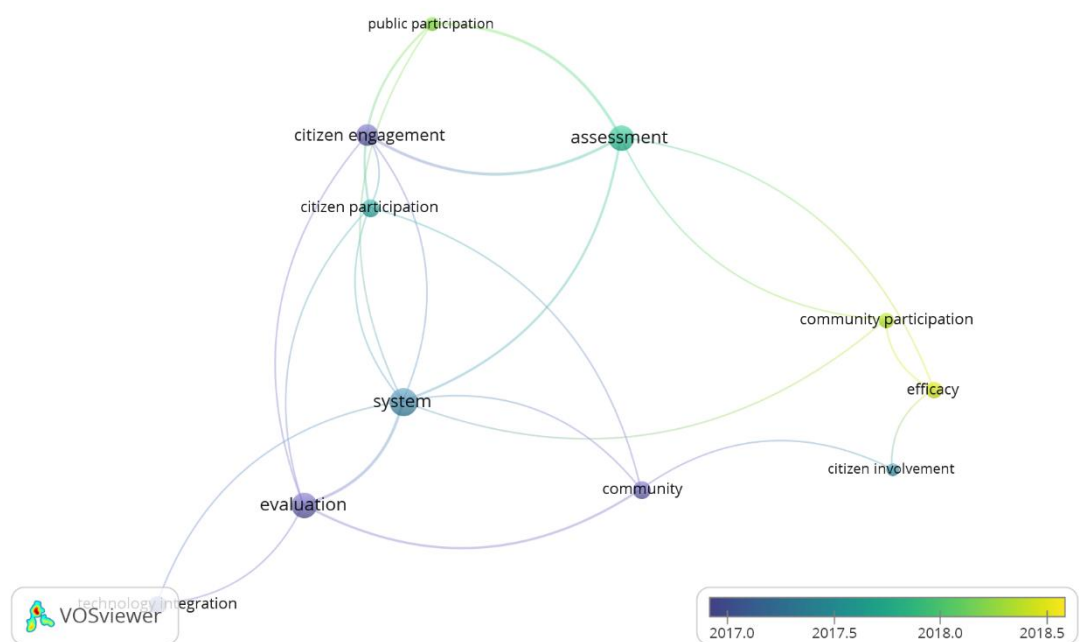 public participation
citizen engagement
assessment
citizen participation
community participation
efficacy
system
citizen involvement
community
evaluation
technology integration
VOSviewer
2017.0 2017.5 2018.0 2018.5